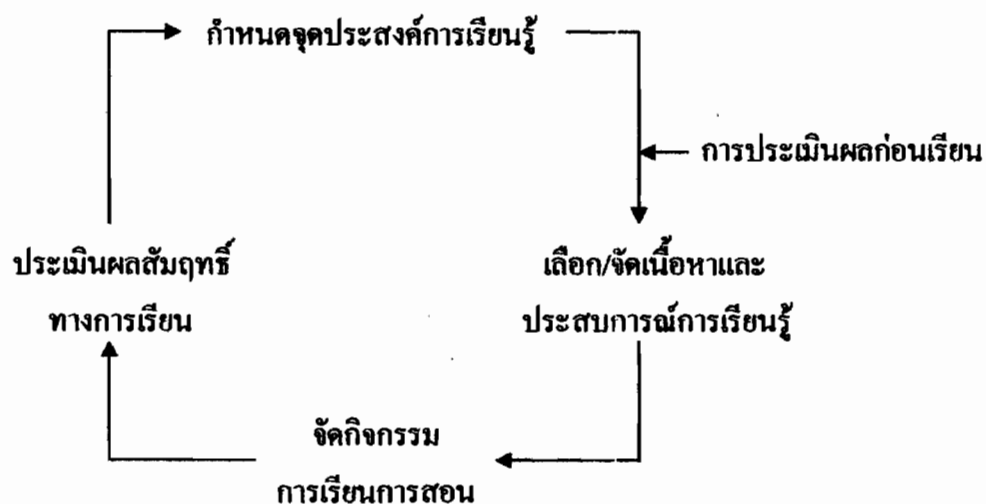 กำหนดจุดประสงค์การเรียนรู้
การประเมินผลก่อนเรียน
เลือก/จัดเนื้อหาและ
ประสบการณ์การเรียนรู้
จัดกิจกรรม
การเรียนการสอน
ประเมินผลสัมฤทธิ์
ทางการเรียน